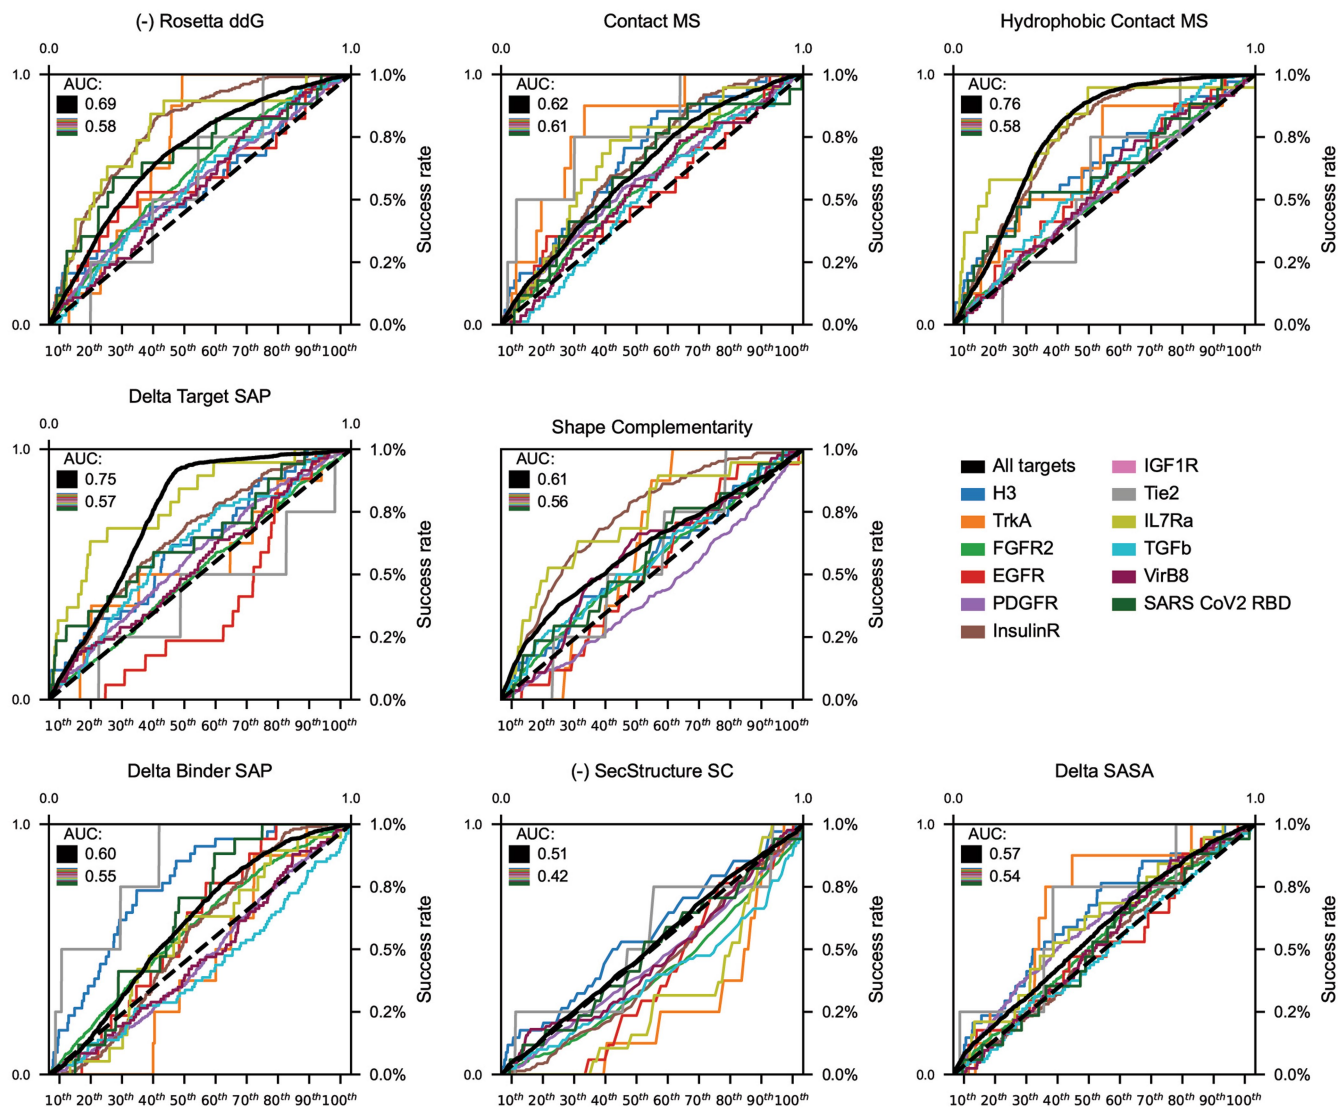 (-) Rosetta ddG
0.0 1.0
1.0
AUC:
0.69
0.58
0.0
1.0%
0.8%
0.5%
0.2%
0.0%
Success rate
10th 20th 30th 40th 50th 60th 70th 80th 90th 100th
Contact MS
0.0 1.0
1.0
AUC:
0.62
0.61
0.0
1.0%
0.8%
0.5%
0.2%
0.0%
Success rate
10th 20th 30th 40th 50th 60th 70th 80th 90th 100th
Hydrophobic Contact MS
0.0 1.0
1.0
AUC:
0.76
0.58
0.0
1.0%
0.8%
0.5%
0.2%
0.0%
Success rate
10th 20th 30th 40th 50th 60th 70th 80th 90th 100th
Delta Target SAP
0.0 1.0
1.0
AUC:
0.75
0.57
0.0
1.0%
0.8%
0.5%
0.2%
0.0%
Success rate
10th 20th 30th 40th 50th 60th 70th 80th 90th 100th
Shape Complementarity
AUC:
0.61
0.56
1.0%
0.8%
0.5%
0.2%
0.0%
Success rate
10th 20th 30th 40th 50th 60th 70th 80th 90th 100th
All targets
H3
TrkA
FGFR2
EGFR
PDGFR
InsulinR
IGF1R
Tie2
IL7Ra
TGFb
VirB8
SARS CoV2 RBD
Delta Binder SAP
0.0 1.0
1.0
AUC:
0.60
0.55
0.0
1.0%
0.8%
0.5%
0.2%
0.0%
Success rate
10th 20th 30th 40th 50th 60th 70th 80th 90th 100th
(-) SecStructure SC
0.0 1.0
1.0
AUC:
0.51
0.42
0.0
1.0%
0.8%
0.5%
0.2%
0.0%
Success rate
10th 20th 30th 40th 50th 60th 70th 80th 90th 100th
Delta SASA
0.0 1.0
1.0
AUC:
0.57
0.54
0.0
1.0%
0.8%
0.5%
0.2%
0.0%
Success rate
10th 20th 30th 40th 50th 60th 70th 80th 90th 100th